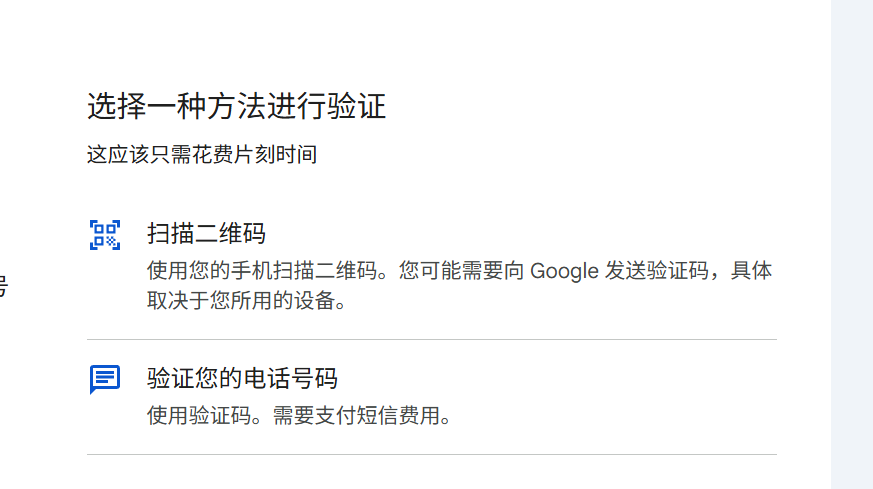 选择一种方法进行验证
这应该只需花费片刻时间
扫描二维码
使用您的手机扫描二维码。您可能需要向 Google 发送验证码，具体
取决于您所用的设备。
号
验证您的电话号码
使用验证码。需要支付短信费用。